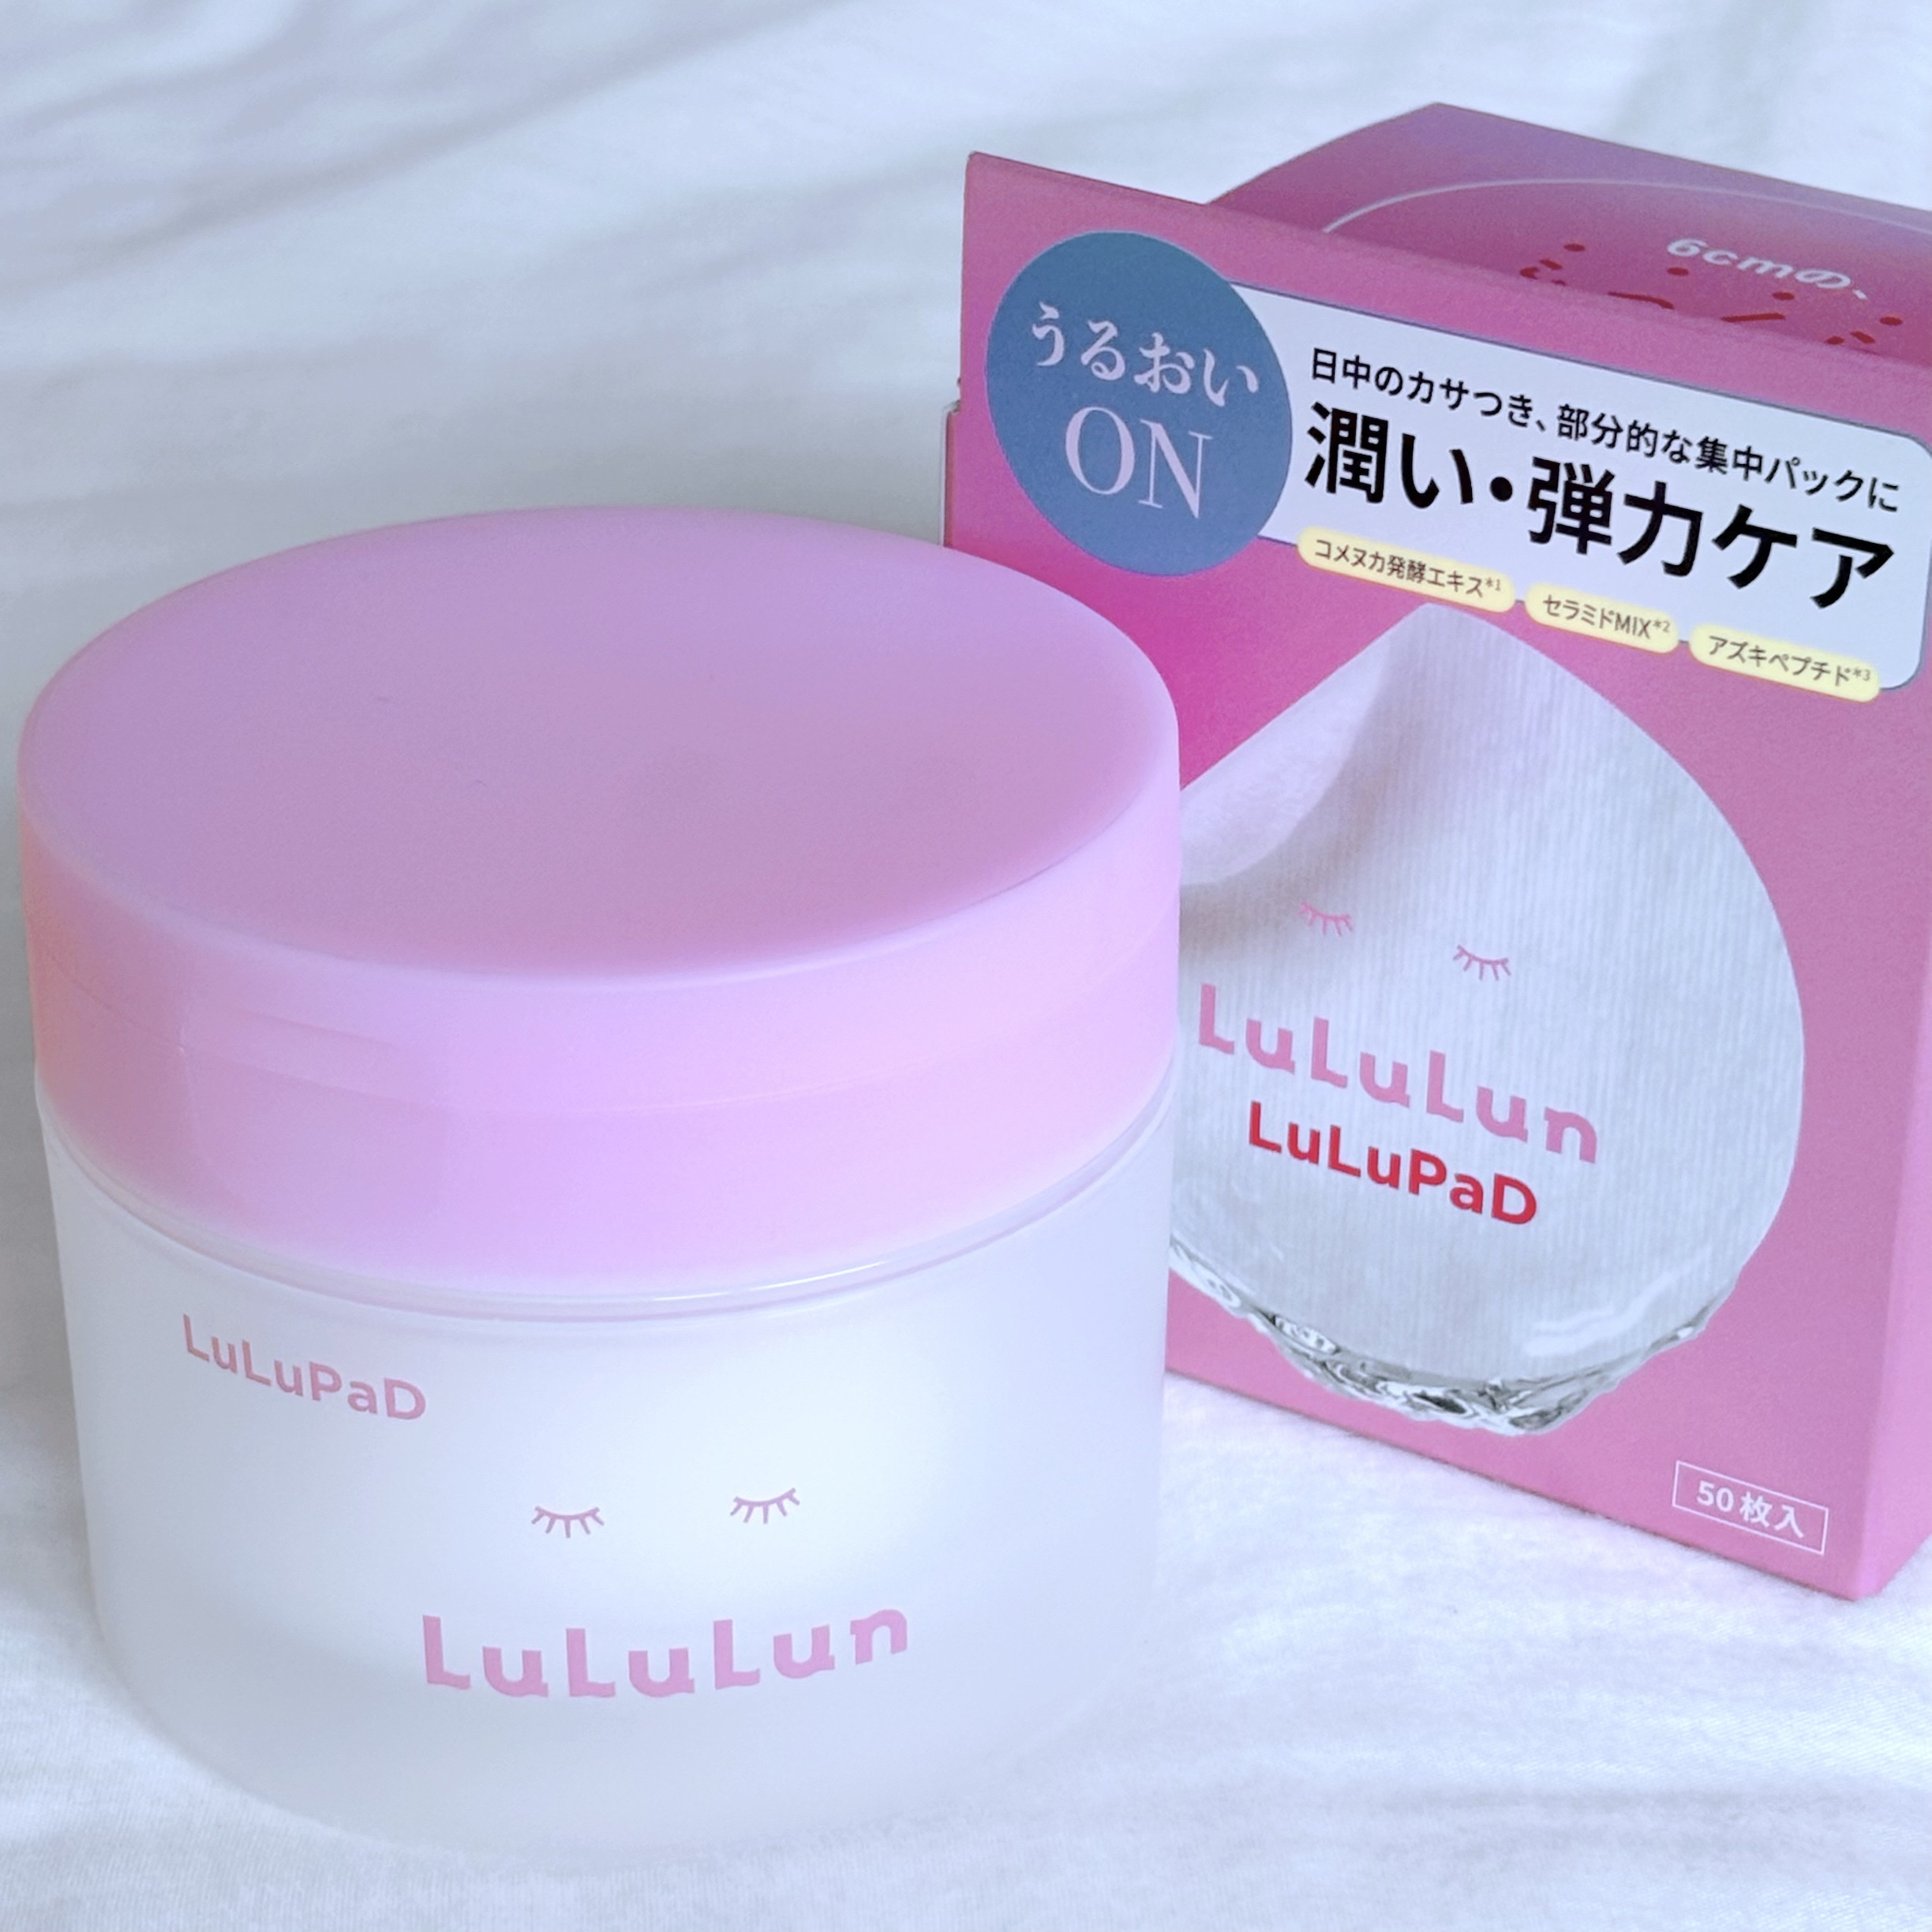 LuLuPaD
LuLuLun
6cmの、
うるおい
ON
日中のカサつき、部分的な集中パックに
潤い・弾力ケア
コメヌカ発酵エキス*1
セラミドMIX*2
アズキペプチド*3
LuLuLun
LuLuPaD
50枚入